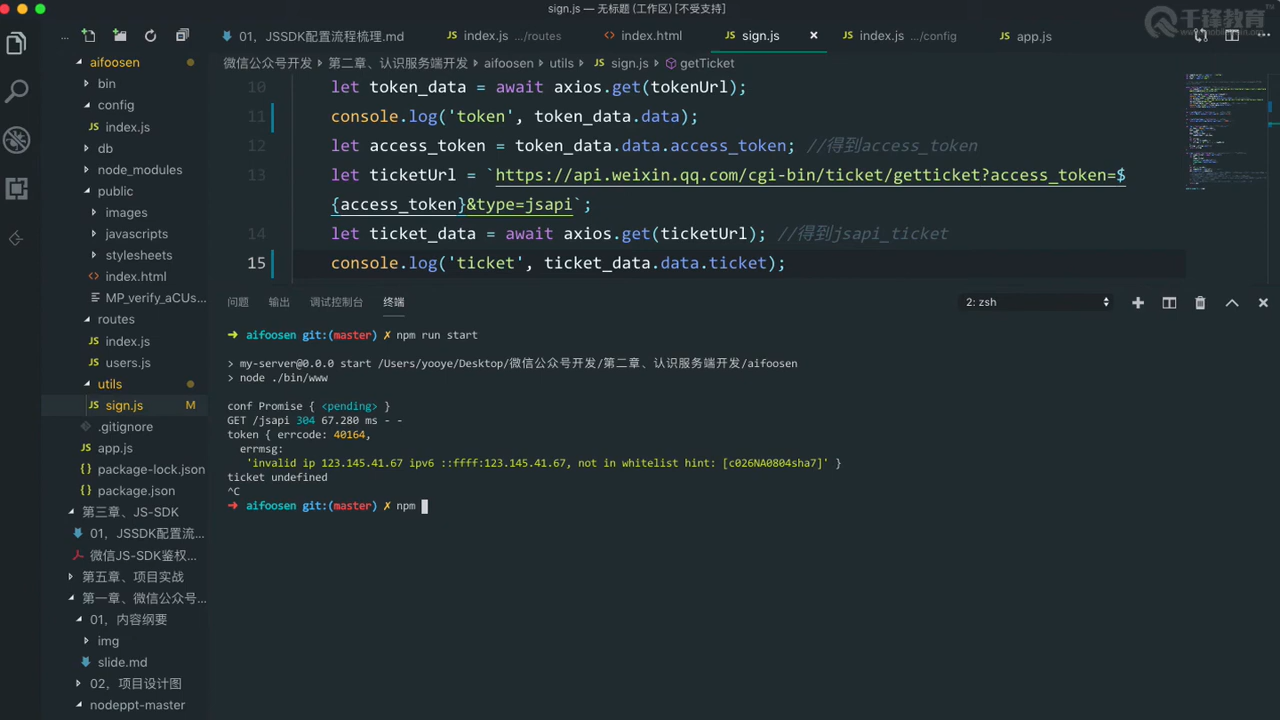 sign.js — 无标题 (工作区) [不受支持]
千锋教育
...
01，JSSDK配置流程梳理.md
JS index.js .../routes
<> index.html
JS sign.js ×
JS index.js .../config
JS app.js
微信公众号开发 > 第二章、认识服务端开发 > aifoosen > utils > JS sign.js > getTicket
aifoosen
bin
config
JS index.js
db
node_modules
public
images
javascripts
stylesheets
<> index.html
MP_verify_aCUs...
routes
JS index.js
JS users.js
utils
JS sign.js M
.gitignore
JS app.js
{} package-lock.json
{} package.json
第三章、JS-SDK
01，JSSDK配置流...
微信JS-SDK鉴权...
第五章、项目实战
第一章、微信公众号...
01，内容纲要
img
slide.md
02，项目设计图
nodeppt-master
10 let token_data = await axios.get(tokenUrl);
11 console.log('token', token_data.data);
12 let access_token = token_data.data.access_token; //得到access_token
13 let ticketUrl = `https://api.weixin.qq.com/cgi-bin/ticket/getticket?access_token=$
{access_token}&type=jsapi`;
14 let ticket_data = await axios.get(ticketUrl); //得到jsapi_ticket
15 console.log('ticket', ticket_data.data.ticket);
问题 输出 调试控制台 终端
2: zsh
➜ aifoosen git:(master) ✗ npm run start
> my-server@0.0.0 start /Users/yooye/Desktop/微信公众号开发/第二章、认识服务端开发/aifoosen
> node ./bin/www
conf Promise { <pending> }
GET /jsapi 304 67.280 ms - -
token { errcode: 40164,
errmsg:
'invalid ip 123.145.41.67 ipv6 ::ffff:123.145.41.67, not in whitelist hint: [c026NA0804sha7]' }
ticket undefined
^C
➜ aifoosen git:(master) ✗ npm